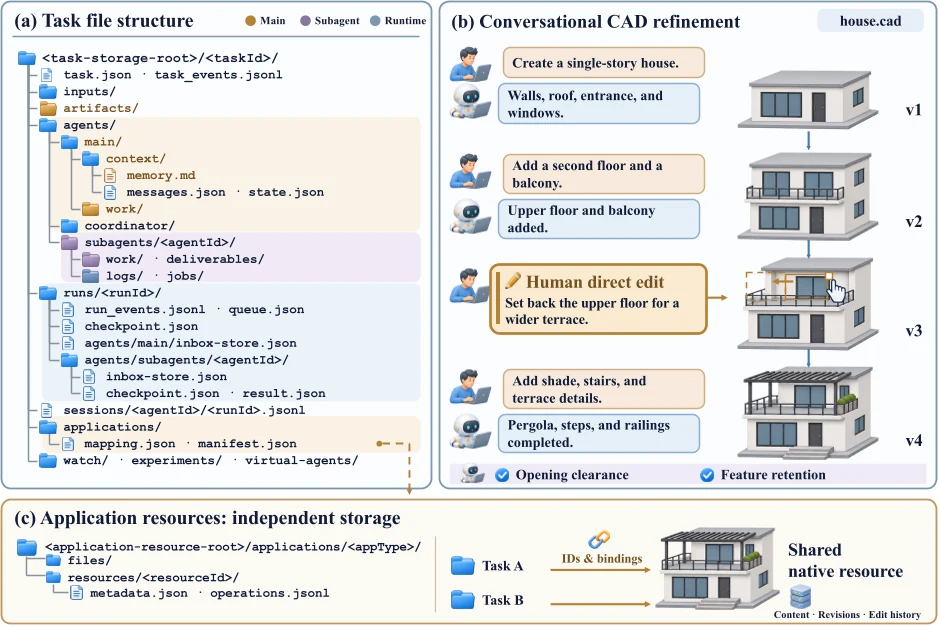 (a) Task file structure
Main
Subagent
Runtime
<task-storage-root>/<taskId>/
task.json · task_events.jsonl
inputs/
artifacts/
agents/
main/
context/
memory.md
messages.json · state.json
work/
coordinator/
subagents/<agentId>/
work/ · deliverables/
logs/ · jobs/
runs/<runId>/
run_events.jsonl · queue.json
checkpoint.json
agents/main/inbox-store.json
agents/subagents/<agentId>/
inbox-store.json
checkpoint.json · result.json
sessions/<agentId>/<runId>.jsonl
applications/
mapping.json · manifest.json
watch/ · experiments/ · virtual-agents/
(b) Conversational CAD refinement
house.cad
Create a single-story house.
Walls, roof, entrance, and
windows.
v1
Add a second floor and a
balcony.
Upper floor and balcony
added.
v2
Human direct edit
Set back the upper floor for a
wider terrace.
v3
Add shade, stairs, and
terrace details.
Pergola, steps, and railings
completed.
v4
Opening clearance
Feature retention
(c) Application resources: independent storage
<application-resource-root>/applications/<appType>/
files/
resources/<resourceId>/
metadata.json · operations.jsonl
Task A
Task B
IDs & bindings
Shared
native resource
Content · Revisions · Edit history